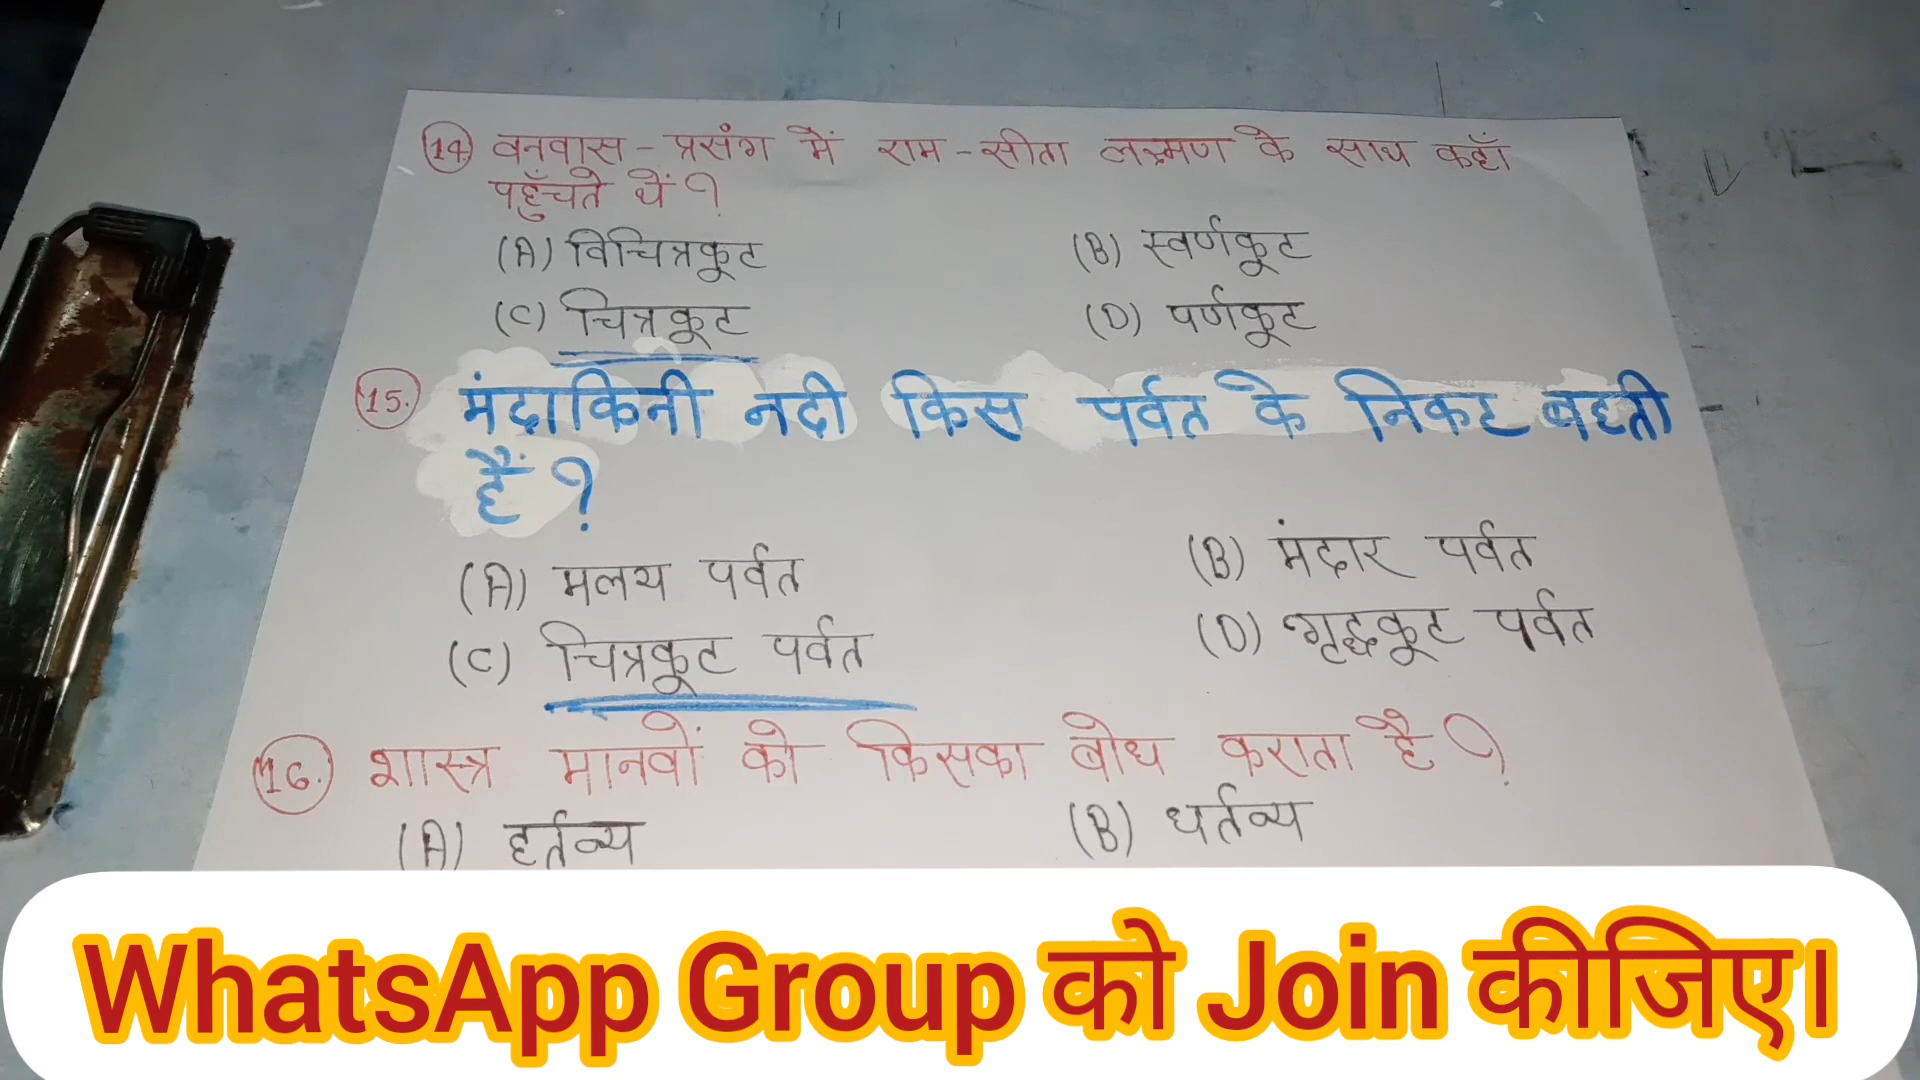 14. वनवास - प्रसंग में राम - सीता लक्ष्मण के साथ कहाँ
पहुँचते थें ?
(A) विचित्रकूट (B) स्वर्णकूट
(C) चित्रकूट (D) पर्णकूट
15. मंदाकिनी नदी किस पर्वत के निकट बहती
हैं ?
(A) मलय पर्वत (B) मंदार पर्वत
(C) चित्रकूट पर्वत (D) गृद्धकूट पर्वत
16. शास्त्र मानवों को किसका बोध कराता है ?
(A) हर्तव्य (B) धर्तव्य
WhatsApp Group को Join कीजिए।